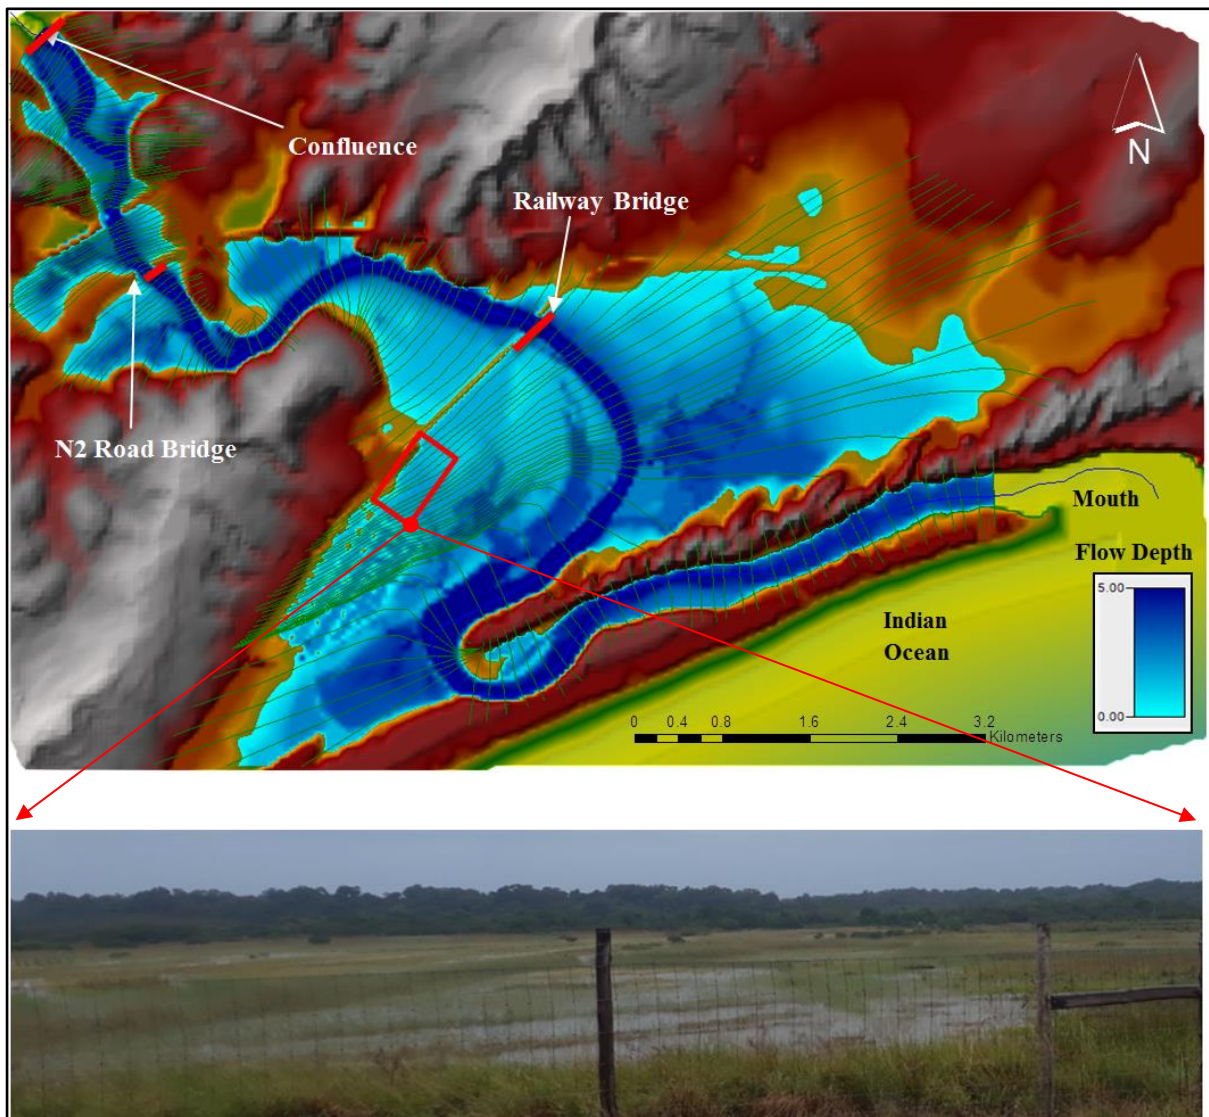 N
Confluence
Railway Bridge
N2 Road Bridge
Mouth
Flow Depth
5.00
0.00
Indian
Ocean
0 0.4 0.8 1.6 2.4 3.2
Kilometers